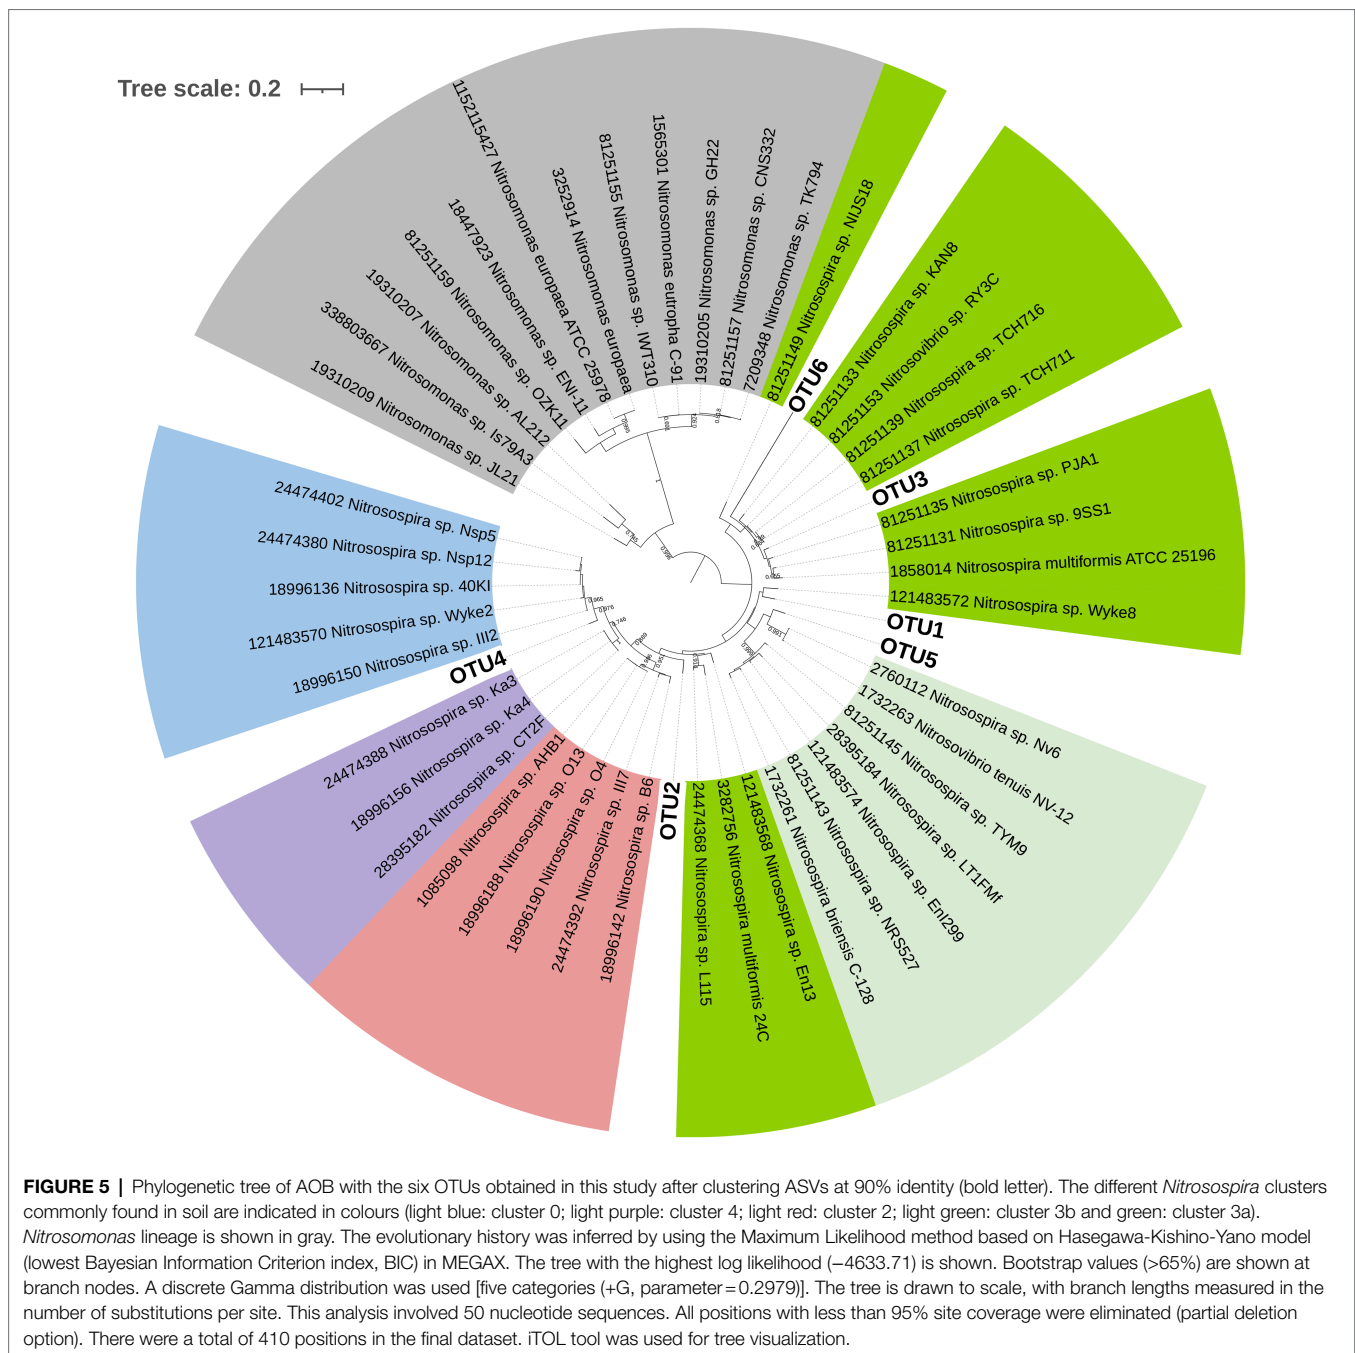 Tree scale: 0.2
1152115427 Nitrosomonas europaea ATCC 25978
3252914 Nitrosomonas europaea
81251155 Nitrosomonas sp. IWT310
1565301 Nitrosomonas eutropha C-91
19310205 Nitrosomonas sp. GH22
81251157 Nitrosomonas sp. CNS332
7209348 Nitrosomonas sp. TK794
81251149 Nitrosospira sp. NIJS18
OTU6
81251133 Nitrosospira sp. KAN8
81251153 Nitrosovibrio sp. RY3C
81251139 Nitrosospira sp. TCH716
81251137 Nitrosospira sp. TCH711
OTU3
81251135 Nitrosospira sp. PJA1
81251131 Nitrosospira sp. 9SS1
1858014 Nitrosospira multiformis ATCC 25196
121483572 Nitrosospira sp. Wyke8
OTU1
OTU5
2760112 Nitrosospira sp. Nv6
1732263 Nitrosovibrio tenuis NV-12
81251145 Nitrosospira sp. TYM9
28395184 Nitrosospira sp. LT1FMf
121483574 Nitrosospira sp. EnI299
81251143 Nitrosospira sp. NRS527
1732261 Nitrosospira briensis C-128
121483568 Nitrosospira sp. En13
3282756 Nitrosospira multiformis 24C
24474368 Nitrosospira sp. L115
OTU2
18996142 Nitrosospira sp. B6
24474392 Nitrosospira sp. III7
18996190 Nitrosospira sp. O4
18996188 Nitrosospira sp. O13
1085098 Nitrosospira sp. AHB1
28395182 Nitrosospira sp. CT2F
18996156 Nitrosospira sp. Ka4
24474388 Nitrosospira sp. Ka3
OTU4
18996150 Nitrosospira sp. III2
121483570 Nitrosospira sp. Wyke2
18996136 Nitrosospira sp. 40KI
24474380 Nitrosospira sp. Nsp12
24474402 Nitrosospira sp. Nsp5
19310209 Nitrosomonas sp. JL21
338803667 Nitrosomonas sp. Is79A3
19310207 Nitrosomonas sp. AL212
81251159 Nitrosomonas sp. OZK11
18447923 Nitrosomonas sp. ENI-11
FIGURE 5 | Phylogenetic tree of AOB with the six OTUs obtained in this study after clustering ASVs at 90% identity (bold letter). The different Nitrosospira clusters
commonly found in soil are indicated in colours (light blue: cluster 0; light purple: cluster 4; light red: cluster 2; light green: cluster 3b and green: cluster 3a).
Nitrosomonas lineage is shown in gray. The evolutionary history was inferred by using the Maximum Likelihood method based on Hasegawa-Kishino-Yano model
(lowest Bayesian Information Criterion index, BIC) in MEGAX. The tree with the highest log likelihood (−4633.71) is shown. Bootstrap values (>65%) are shown at
branch nodes. A discrete Gamma distribution was used [five categories (+G, parameter=0.2979)]. The tree is drawn to scale, with branch lengths measured in the
number of substitutions per site. This analysis involved 50 nucleotide sequences. All positions with less than 95% site coverage were eliminated (partial deletion
option). There were a total of 410 positions in the final dataset. iTOL tool was used for tree visualization.